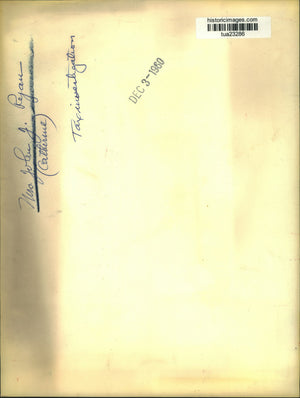 historicimages.com
tua23286
DEC 3-1960
Mrs John J. Ryan
(Catherine)
Tax investigation